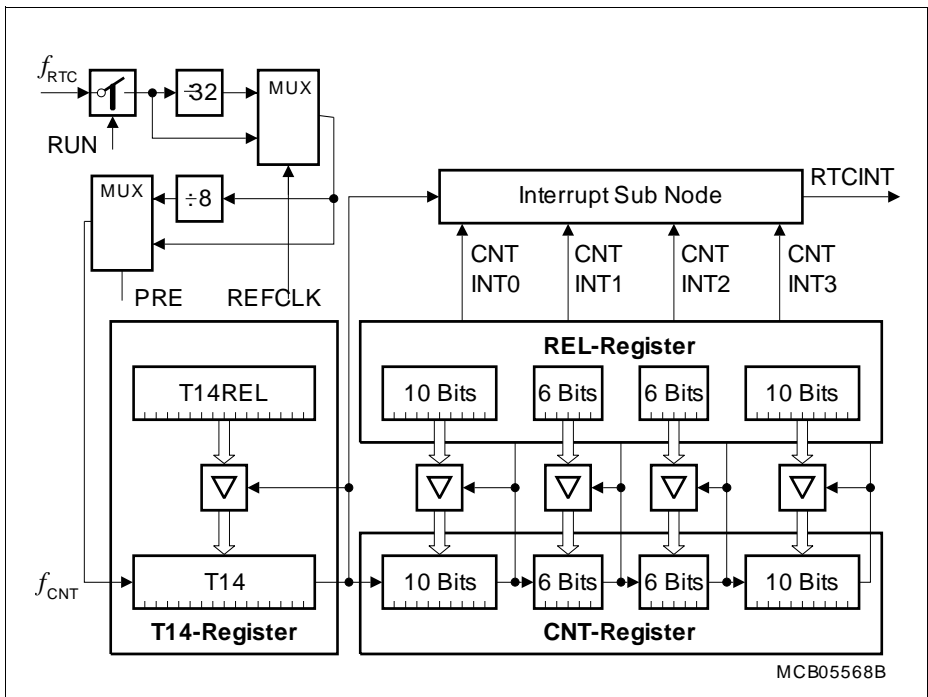 fRTC
÷32
MUX
RUN
MUX
÷8
Interrupt Sub Node
RTCINT
CNT INT0
CNT INT1
CNT INT2
CNT INT3
PRE
REFCLK
REL-Register
T14REL
10 Bits
6 Bits
6 Bits
10 Bits
fCNT
T14
10 Bits
6 Bits
6 Bits
10 Bits
T14-Register
CNT-Register
MCB05568B